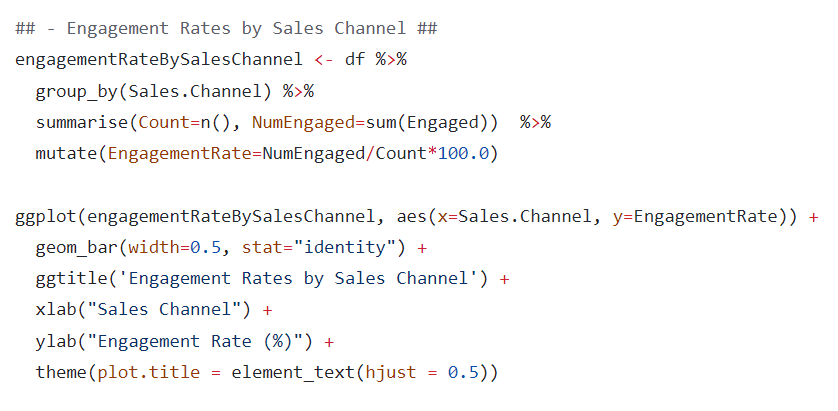 ## - Engagement Rates by Sales Channel ##
engagementRateBySalesChannel <- df %>%
  group_by(Sales.Channel) %>%
  summarise(Count=n(), NumEngaged=sum(Engaged))  %>%
  mutate(EngagementRate=NumEngaged/Count*100.0)

ggplot(engagementRateBySalesChannel, aes(x=Sales.Channel, y=EngagementRate)) +
  geom_bar(width=0.5, stat="identity") +
  ggtitle('Engagement Rates by Sales Channel') +
  xlab("Sales Channel") +
  ylab("Engagement Rate (%)") +
  theme(plot.title = element_text(hjust = 0.5))